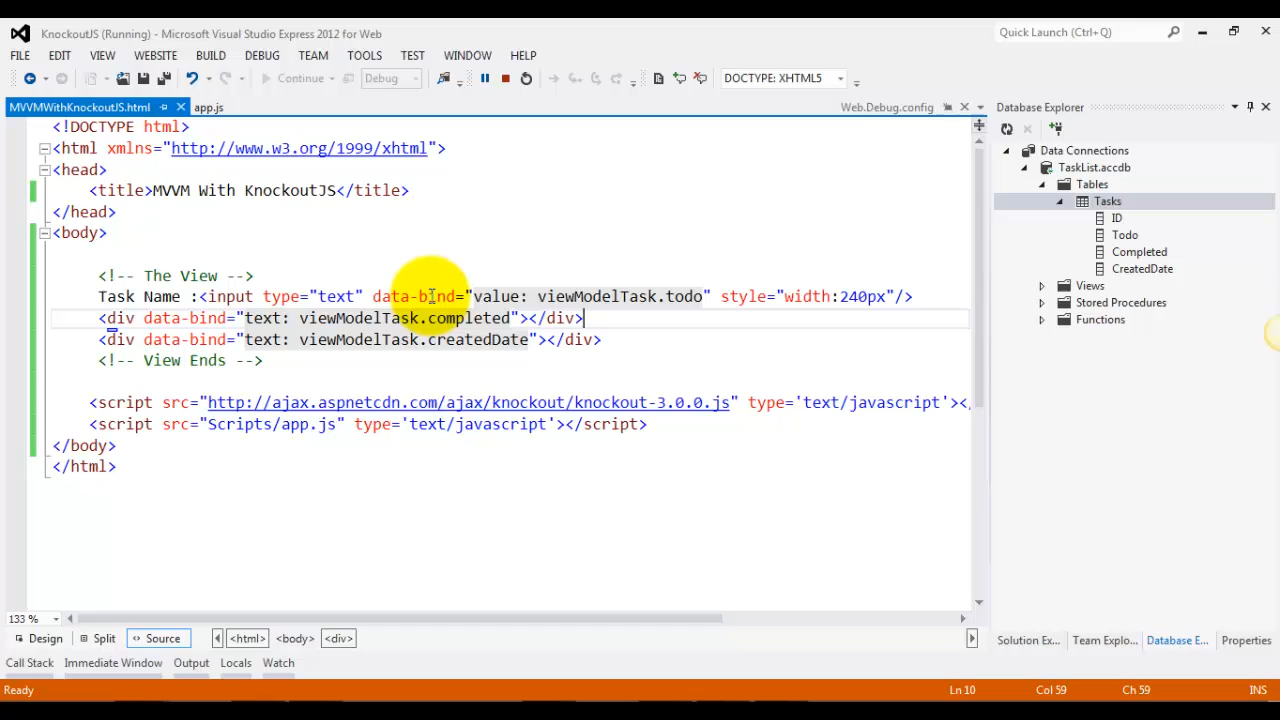 KnockoutJS (Running) - Microsoft Visual Studio Express 2012 for Web
Quick Launch (Ctrl+Q)
FILE EDIT VIEW WEBSITE BUILD DEBUG TEAM TOOLS TEST WINDOW HELP
Continue Debug DOCTYPE: XHTML5
MVVMWithKnockoutJS.html app.js Web.Debug.config
Database Explorer
<!DOCTYPE html>
<html xmlns="http://www.w3.org/1999/xhtml">
<head>
<title>MVVM With KnockoutJS</title>
</head>
<body>
<!-- The View -->
Task Name :<input type="text" data-bind="value: viewModelTask.todo" style="width:240px"/>
<div data-bind="text: viewModelTask.completed"></div>
<div data-bind="text: viewModelTask.createdDate"></div>
<!-- View Ends -->
<script src="http://ajax.aspnetcdn.com/ajax/knockout/knockout-3.0.0.js" type='text/javascript'></
<script src="Scripts/app.js" type='text/javascript'></script>
</body>
</html>
Data Connections
TaskList.accdb
Tables
Tasks
ID
Todo
Completed
CreatedDate
Views
Stored Procedures
Functions
133 %
Design Split Source <html> <body> <div>
Solution Ex... Team Explo... Database E... Properties
Call Stack Immediate Window Output Locals Watch
Ready Ln 10 Col 59 Ch 59 INS